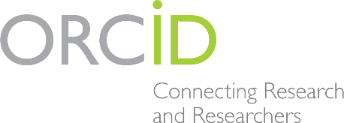 ORCiD
Connecting Research
and Researchers